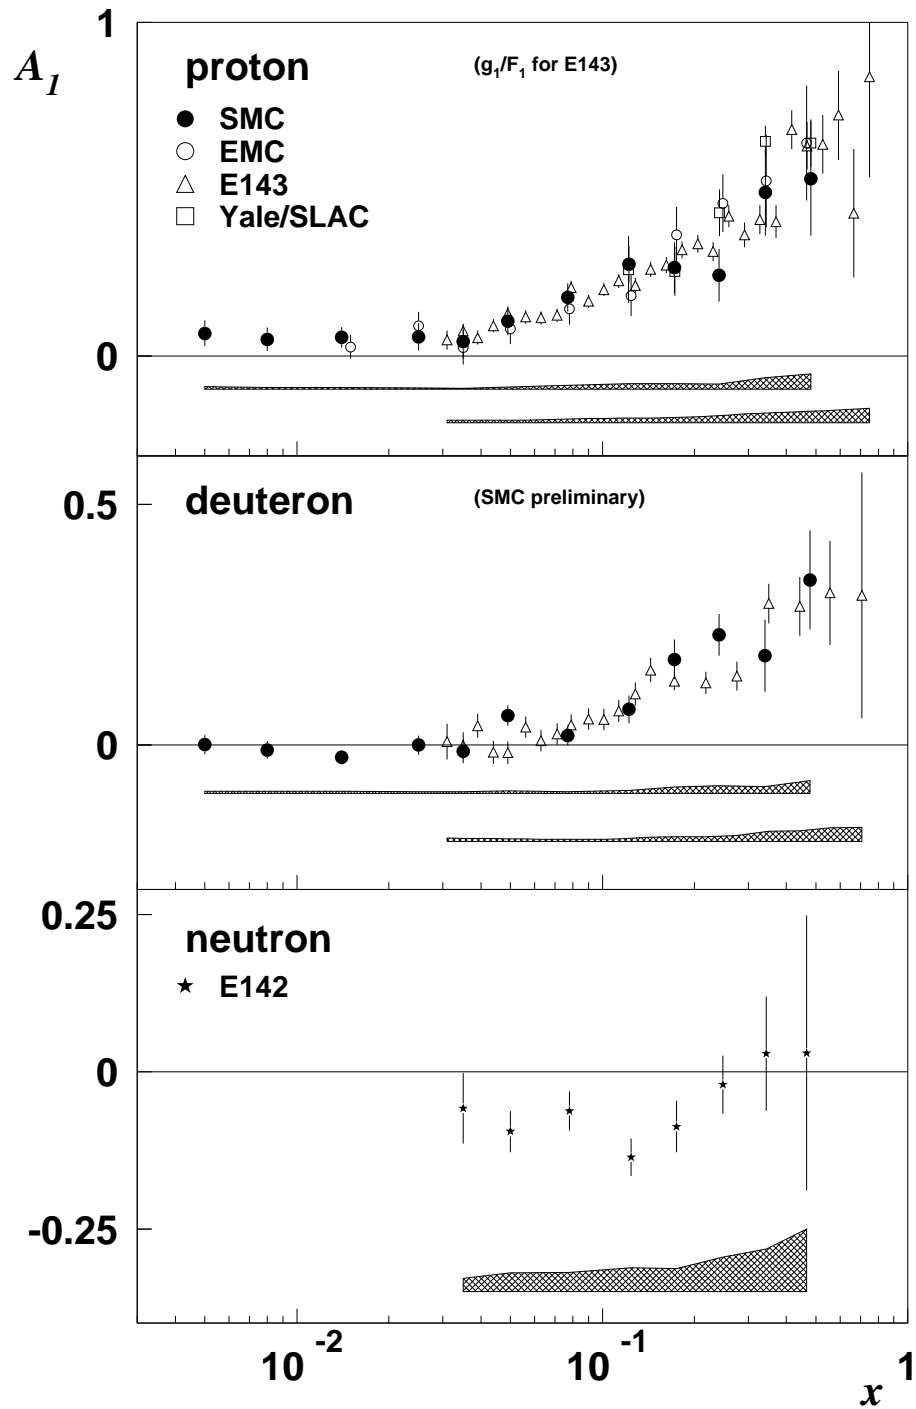 1
A1
proton (g1/F1 for E143)
SMC
EMC
E143
Yale/SLAC
0
deuteron (SMC preliminary)
0.5
0
0.25
neutron
E142
0
-0.25
10^-2 10^-1 1
x